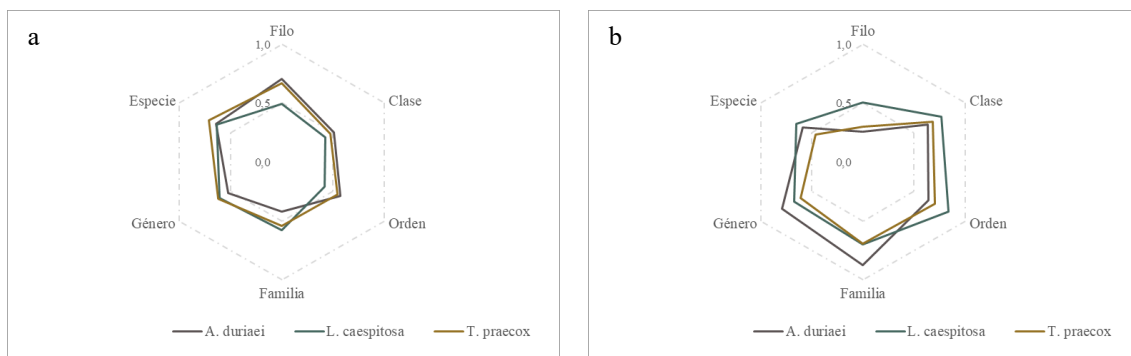 a
Filo
1,0
Especie
Clase
0,5
0,0
Género
Orden
Familia
A. duriaei L. caespitosa T. praecox
b
Filo
1,0
Especie
Clase
0,5
0,0
Género
Orden
Familia
A. duriaei L. caespitosa T. praecox